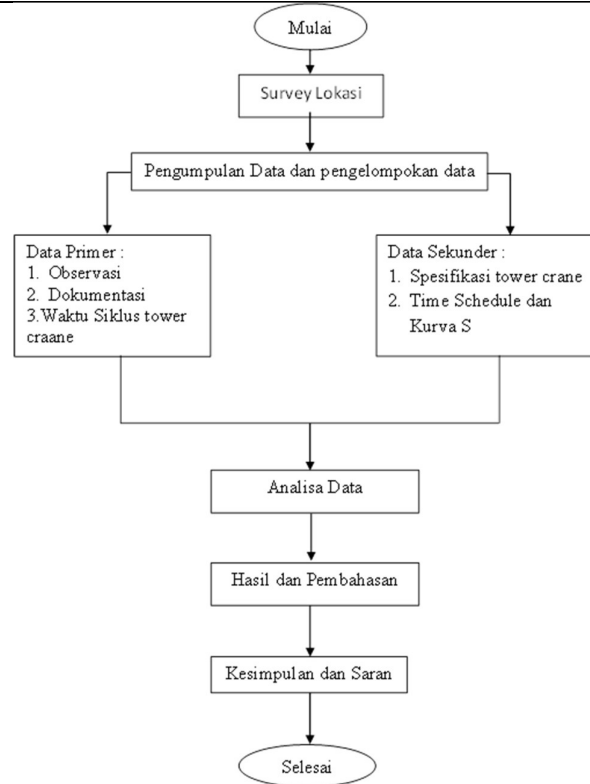 Mulai
Survey Lokasi
Pengumpulan Data dan pengelompokan data
Data Primer :
1. Observasi
2. Dokumentasi
3.Waktu Siklus tower
craane
Data Sekunder :
1. Spesifikasi tower crane
2. Time Schedule dan
Kurva S
Analisa Data
Hasil dan Pembahasan
Kesimpulan dan Saran
Selesai